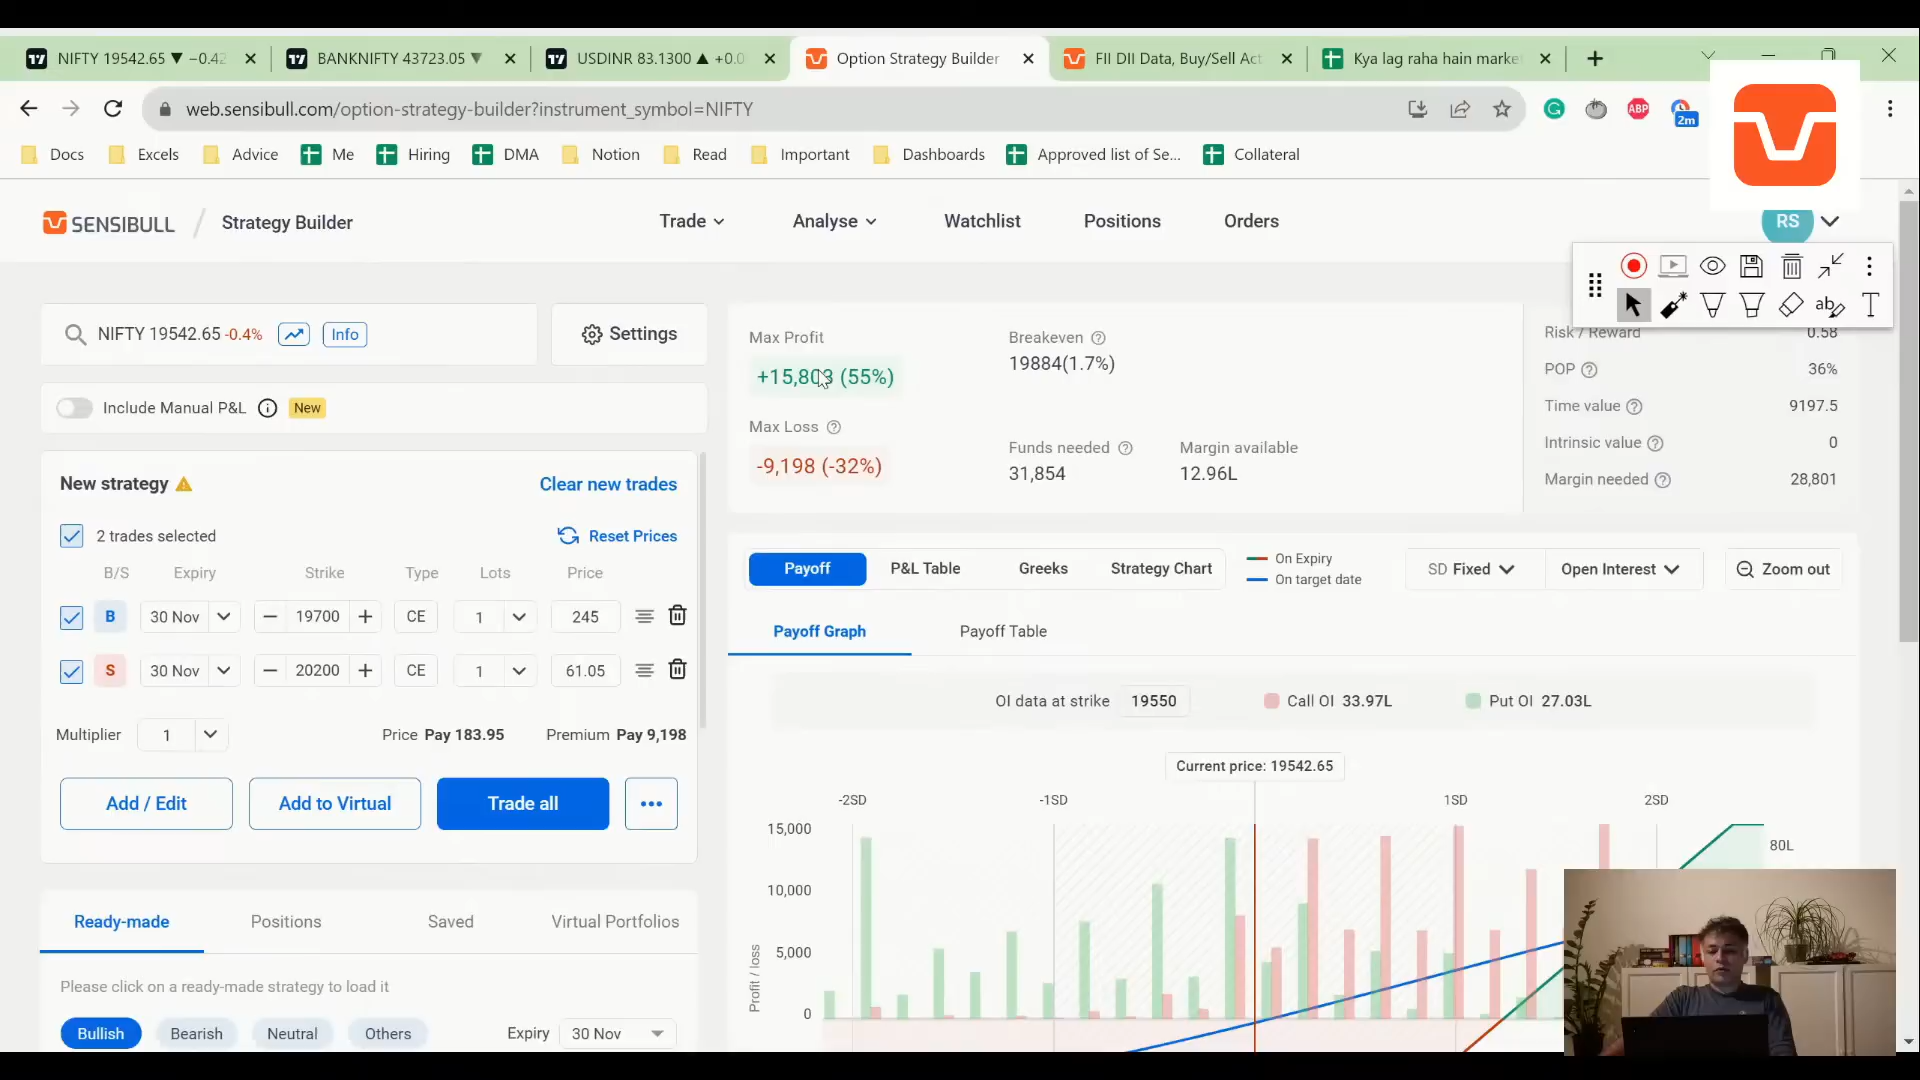 NIFTY 19542.65 ▼ −0.42
BANKNIFTY 43723.05 ▼
USDINR 83.1300 ▲ +0.0
Option Strategy Builder
FII DII Data, Buy/Sell Act
Kya lag raha hain marke
web.sensibull.com/option-strategy-builder?instrument_symbol=NIFTY
ABP
2m
Docs
Excels
Advice
Me
Hiring
DMA
Notion
Read
Important
Dashboards
Approved list of Se...
Collateral
SENSIBULL / Strategy Builder
Trade
Analyse
Watchlist
Positions
Orders
RS
NIFTY 19542.65 -0.4%
Info
Settings
Include Manual P&L
New
Max Profit
+15,803 (55%)
Max Loss
-9,198 (-32%)
Breakeven
19884(1.7%)
Funds needed
31,854
Margin available
12.96L
Risk / Reward 0.58
POP 36%
Time value 9197.5
Intrinsic value 0
Margin needed 28,801
New strategy
Clear new trades
2 trades selected
Reset Prices
B/S Expiry Strike Type Lots Price
B 30 Nov − 19700 + CE 1 245
S 30 Nov − 20200 + CE 1 61.05
Multiplier 1
Price Pay 183.95
Premium Pay 9,198
Add / Edit
Add to Virtual
Trade all
Ready-made
Positions
Saved
Virtual Portfolios
Please click on a ready-made strategy to load it
Bullish
Bearish
Neutral
Others
Expiry 30 Nov
Payoff
P&L Table
Greeks
Strategy Chart
On Expiry
On target date
SD Fixed
Open Interest
Zoom out
Payoff Graph
Payoff Table
OI data at strike 19550
Call OI 33.97L
Put OI 27.03L
Current price: 19542.65
-2SD
-1SD
1SD
2SD
15,000
10,000
5,000
0
Profit / loss
80L